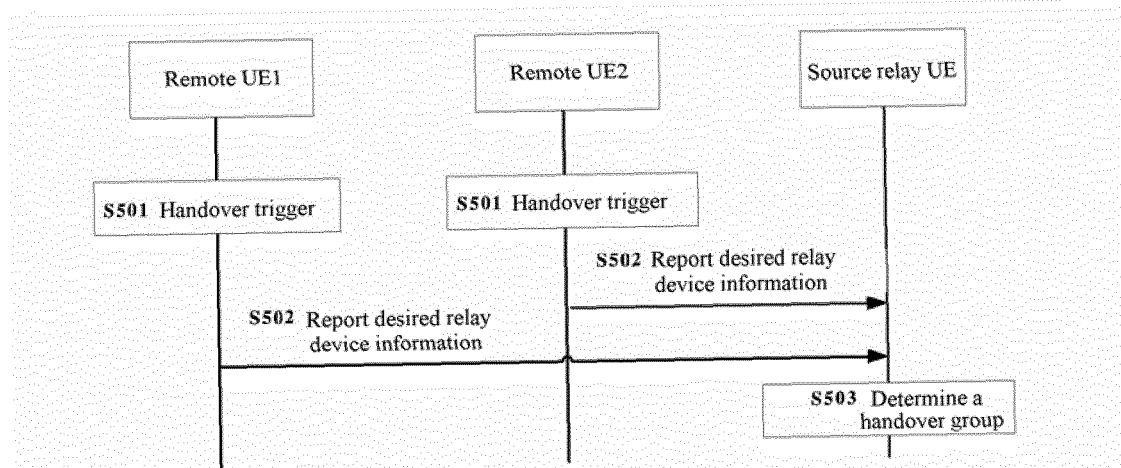 Remote UE1
Remote UE2
Source relay UE
S501 Handover trigger
S501 Handover trigger
S502 Report desired relay
device information
S502 Report desired relay
device information
S503 Determine a
handover group